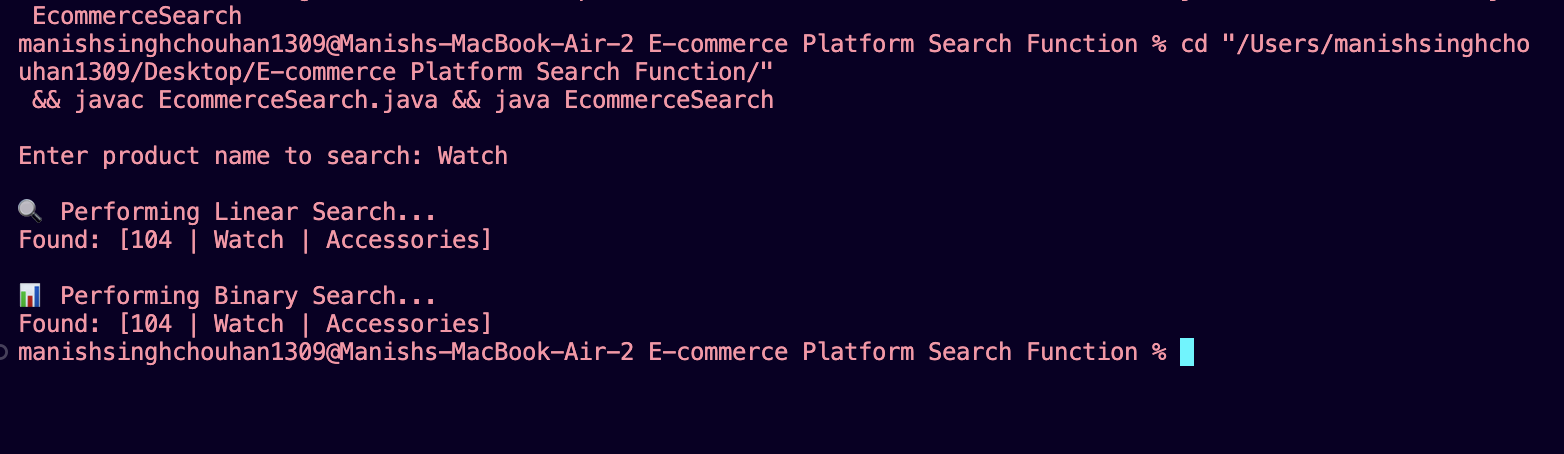 EcommerceSearch
manishsinghchouhan1309@Manishs-MacBook-Air-2 E-commerce Platform Search Function % cd "/Users/manishsinghcho
uhan1309/Desktop/E-commerce Platform Search Function/"
&& javac EcommerceSearch.java && java EcommerceSearch
Enter product name to search: Watch
🔍 Performing Linear Search...
Found: [104 | Watch | Accessories]
📊 Performing Binary Search...
Found: [104 | Watch | Accessories]
manishsinghchouhan1309@Manishs-MacBook-Air-2 E-commerce Platform Search Function %